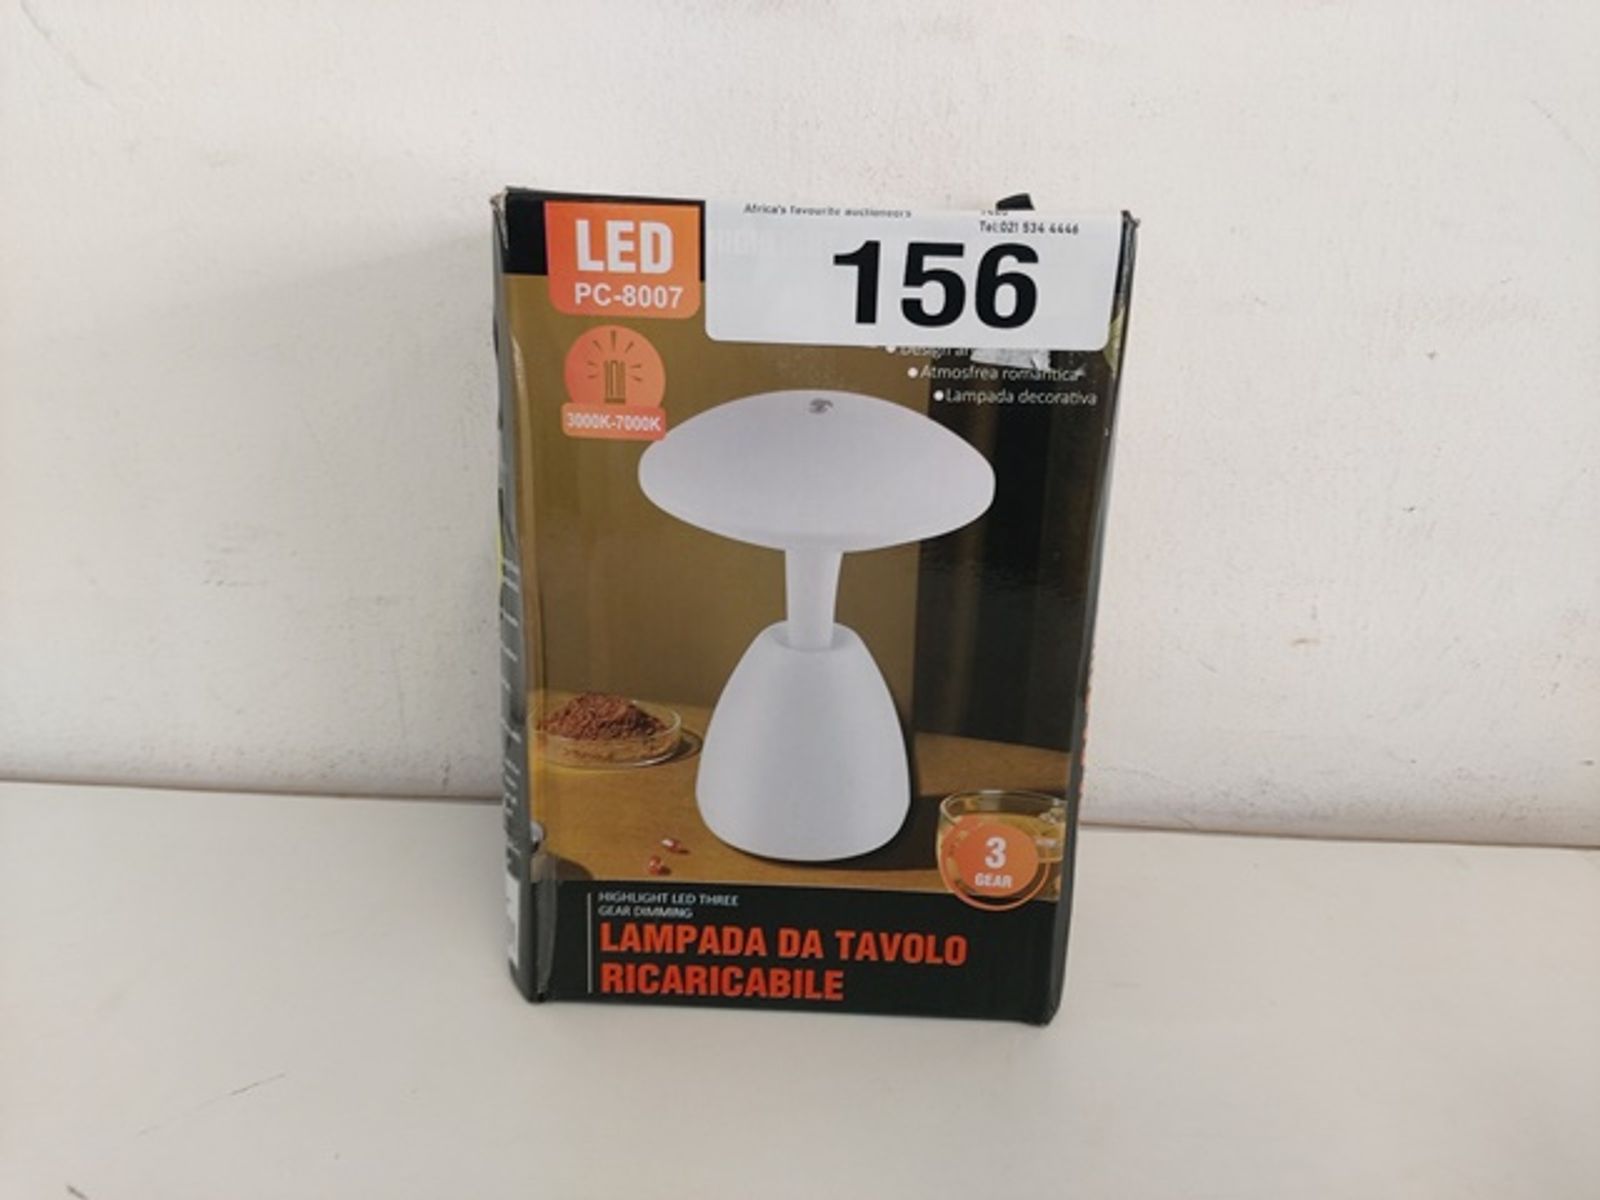 LED
PC-8007
Africa's favourite auctioneers
Tel:021 534 4446
156
3000K-7000K
Design
Atmosfrea romantica
Lampada decorativa
3
GEAR
HIGHLIGHT LED THREE
GEAR DIMMING
LAMPADA DA TAVOLO
RICARICABILE